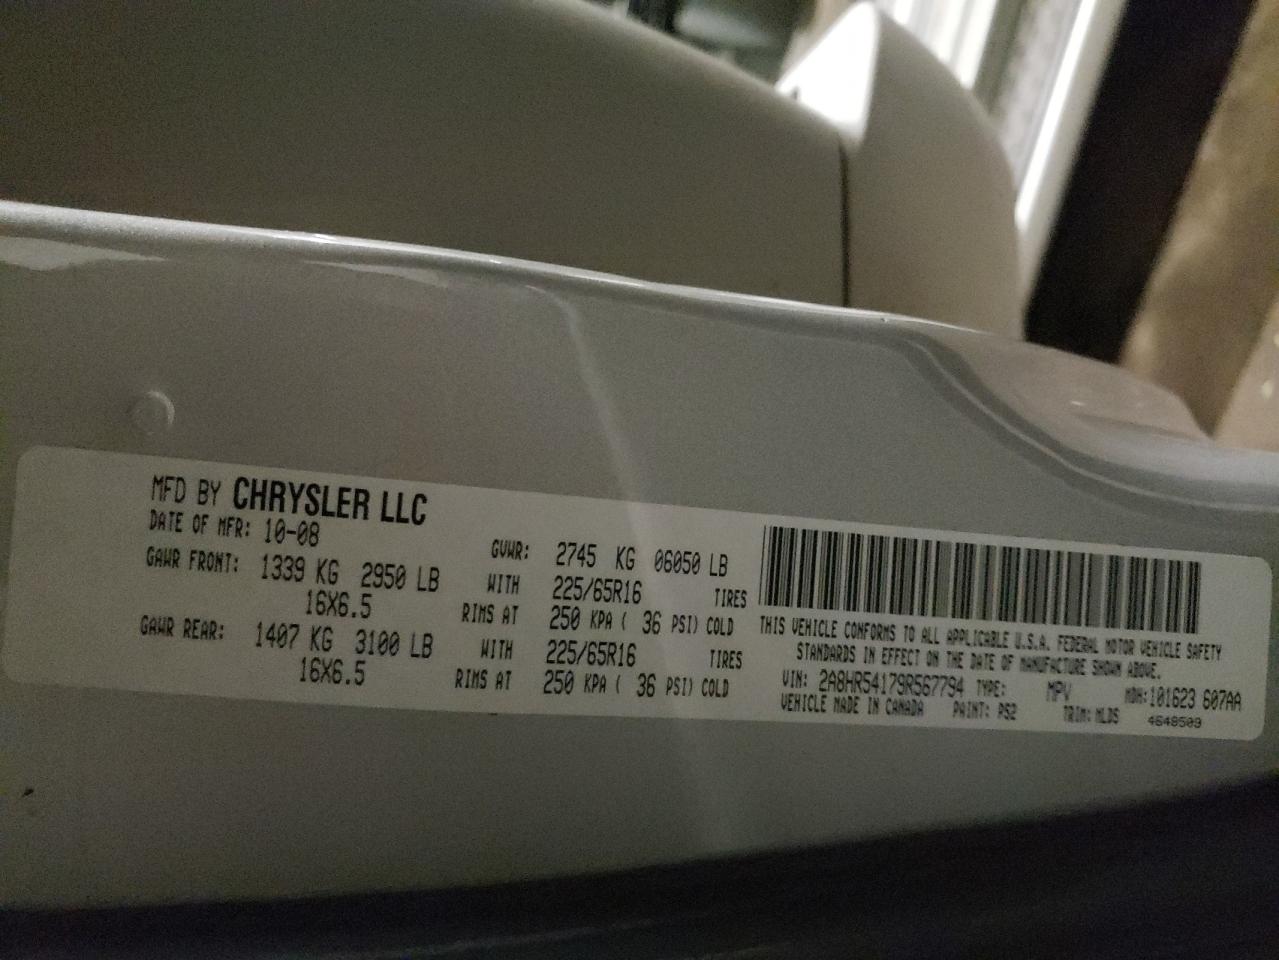 MFD BY CHRYSLER LLC
DATE OF MFR: 10-08 GVWR: 2745 KG 06050 LB
GAWR FRONT: 1339 KG 2950 LB WITH 225/65R16 TIRES
16X6.5 RIMS AT 250 KPA ( 36 PSI) COLD
GAWR REAR: 1407 KG 3100 LB WITH 225/65R16 TIRES
16X6.5 RIMS AT 250 KPA ( 36 PSI) COLD
THIS VEHICLE CONFORMS TO ALL APPLICABLE U.S.A. FEDERAL MOTOR VEHICLE SAFETY
STANDARDS IN EFFECT ON THE DATE OF MANUFACTURE SHOWN ABOVE.
VIN: 2A8HR54179R567794 TYPE: MPV MDH:101623 607AA
VEHICLE MADE IN CANADA PAINT: PS2 TRIM: MLDS 4648509